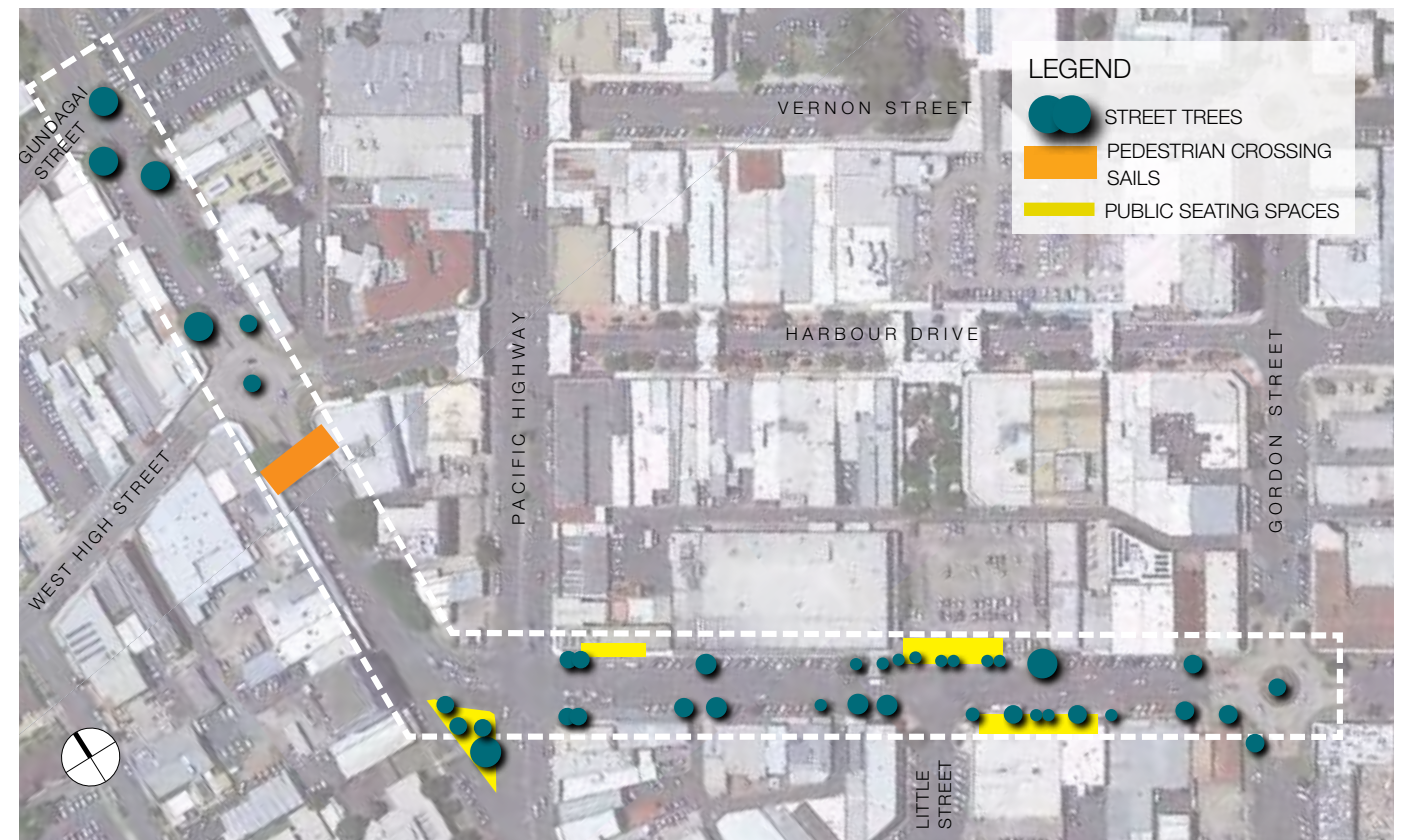 LEGEND
STREET TREES
PEDESTRIAN CROSSING
SAILS
PUBLIC SEATING SPACES
VERNON STREET
GUNDAGAI
STREET
HARBOUR DRIVE
PACIFIC HIGHWAY
GORDON STREET
WEST HIGH STREET
LITTLE
STREET